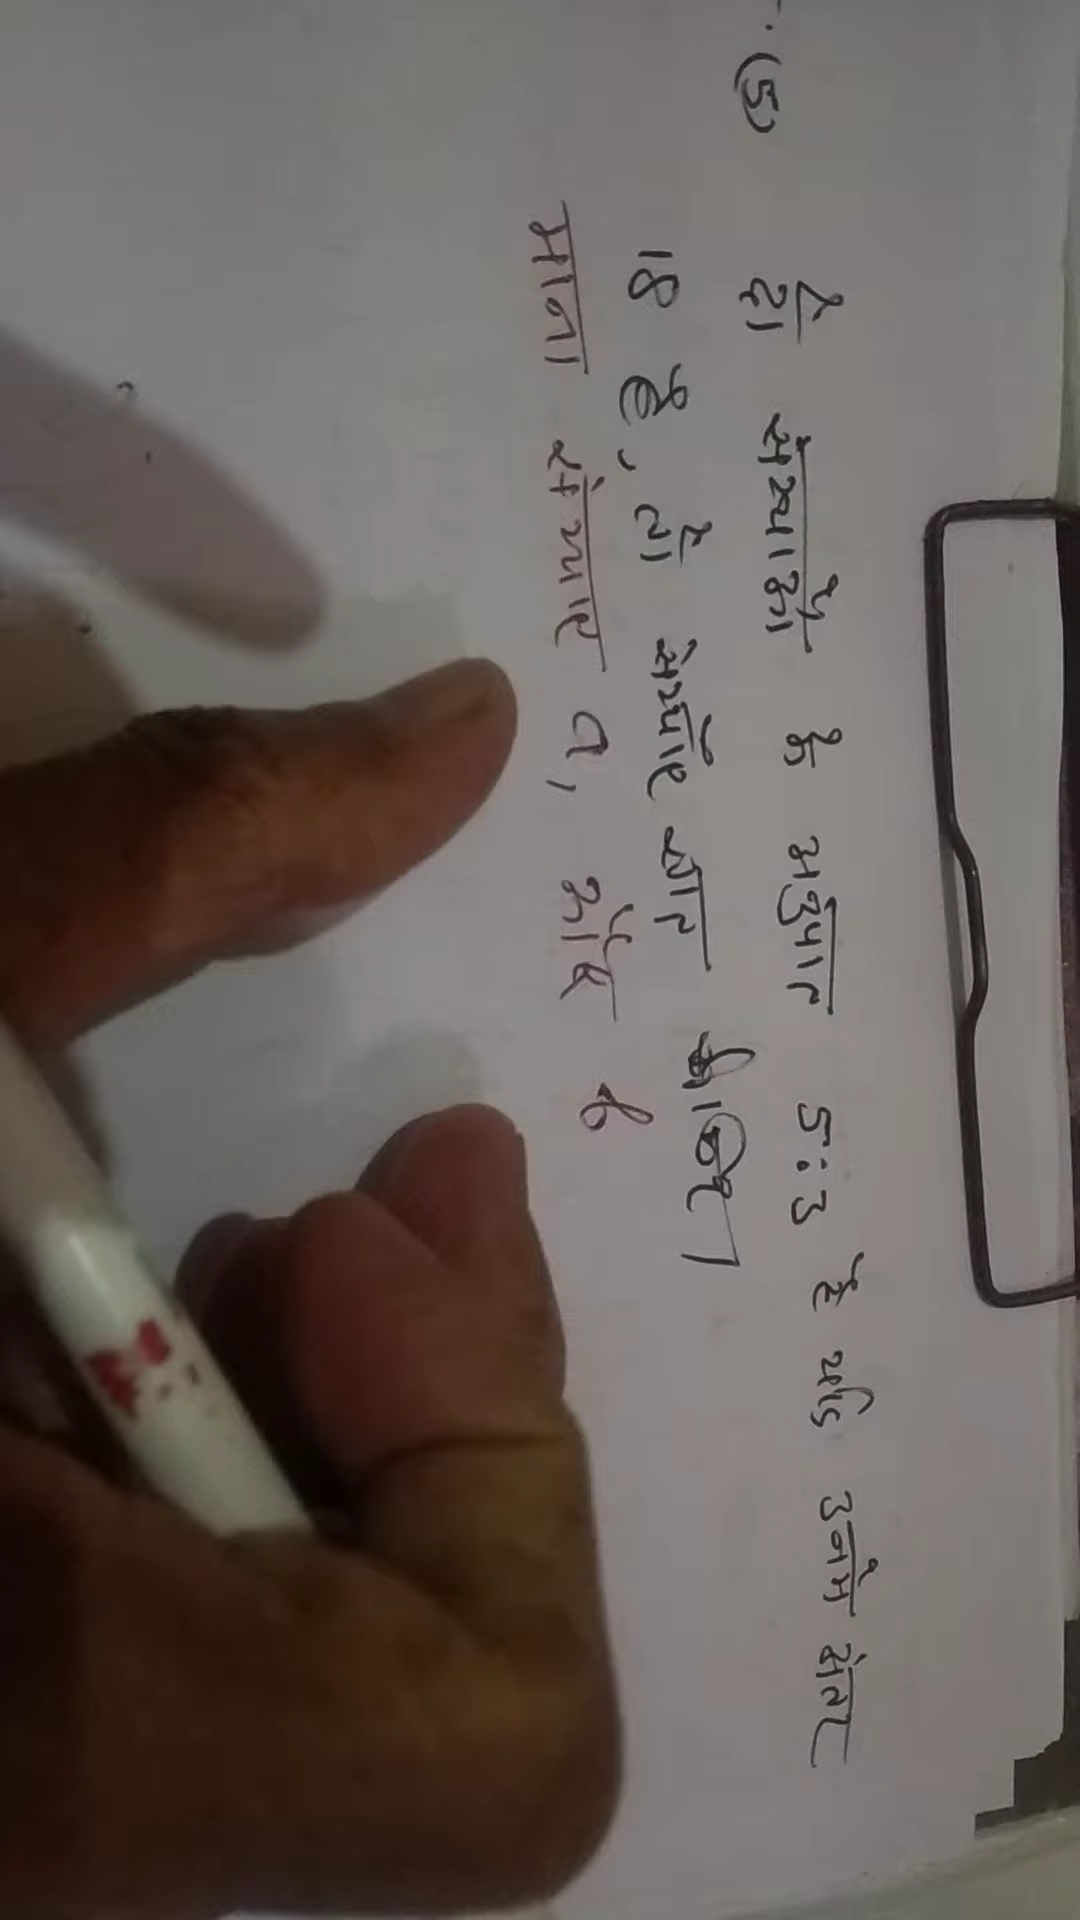 (5) दो संख्याओं के अनुपात 5:3 है यदि उनमे अंतर
18 है, तो संख्याएँ ज्ञात कीजिए।
माना संख्याएँ a, और b